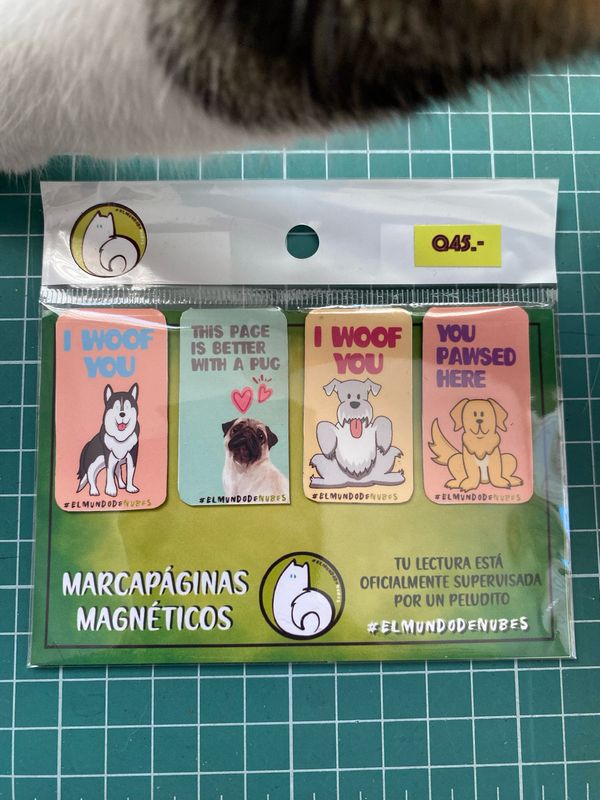 Q45.-
I WOOF
YOU
#ELMUNDODENUBES
THIS PAGE
IS BETTER
WITH A PUG
#ELMUNDODENUBES
I WOOF
YOU
#ELMUNDODENUBES
YOU
PAWSED
HERE
#ELMUNDODENUBES
MARCAPÁGINAS
MAGNÉTICOS
TU LECTURA ESTÁ
OFICIALMENTE SUPERVISADA
POR UN PELUDITO
#ELMUNDODENUBES